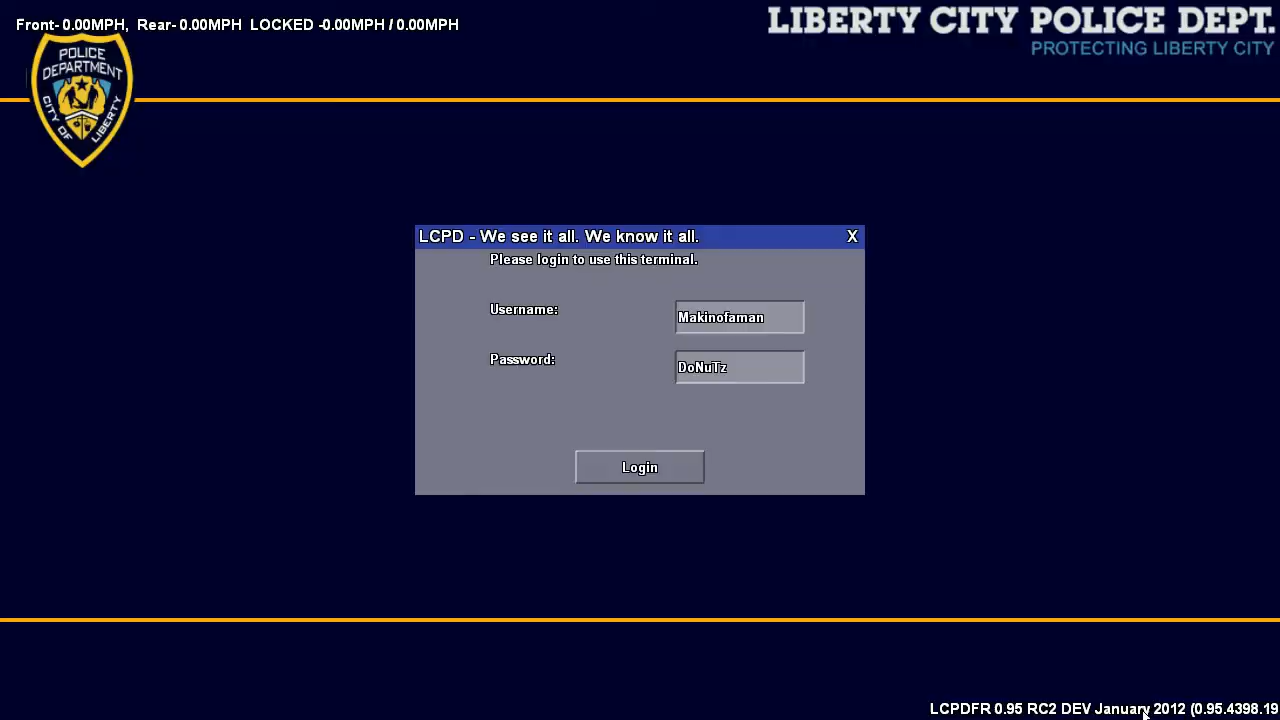 Front- 0.00MPH, Rear- 0.00MPH LOCKED -0.00MPH / 0.00MPH
LIBERTY CITY POLICE DEPT.
PROTECTING LIBERTY CITY
POLICE
DEPARTMENT
CITY OF LIBERTY
LCPD - We see it all. We know it all.
X
Please login to use this terminal.
Username:
Makinofaman
Password:
DoNuTz
Login
LCPDFR 0.95 RC2 DEV January 2012 (0.95.4398.19